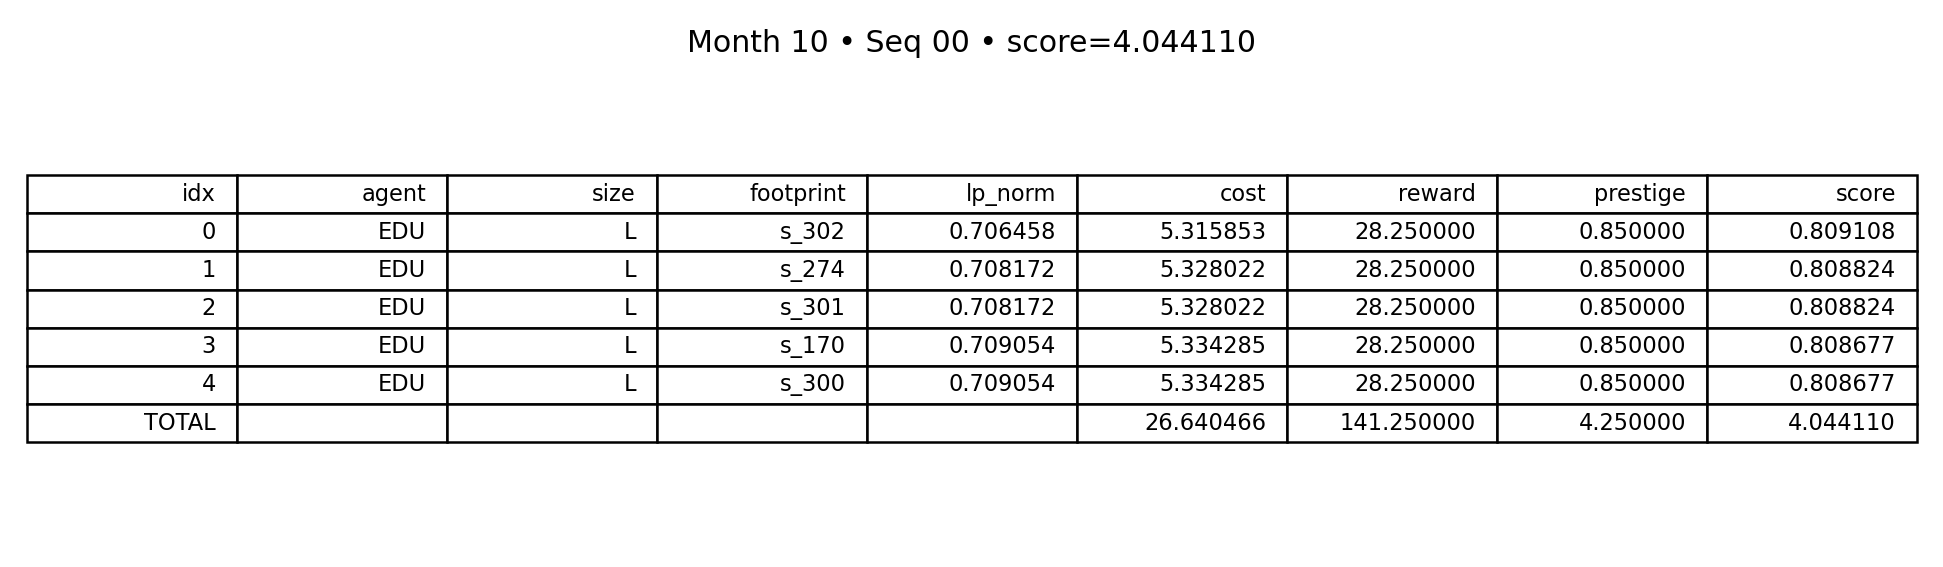 Month 10 • Seq 00 • score=4.044110
idx agent size footprint lp_norm cost reward prestige score
0 EDU L s_302 0.706458 5.315853 28.250000 0.850000 0.809108
1 EDU L s_274 0.708172 5.328022 28.250000 0.850000 0.808824
2 EDU L s_301 0.708172 5.328022 28.250000 0.850000 0.808824
3 EDU L s_170 0.709054 5.334285 28.250000 0.850000 0.808677
4 EDU L s_300 0.709054 5.334285 28.250000 0.850000 0.808677
TOTAL 26.640466 141.250000 4.250000 4.044110